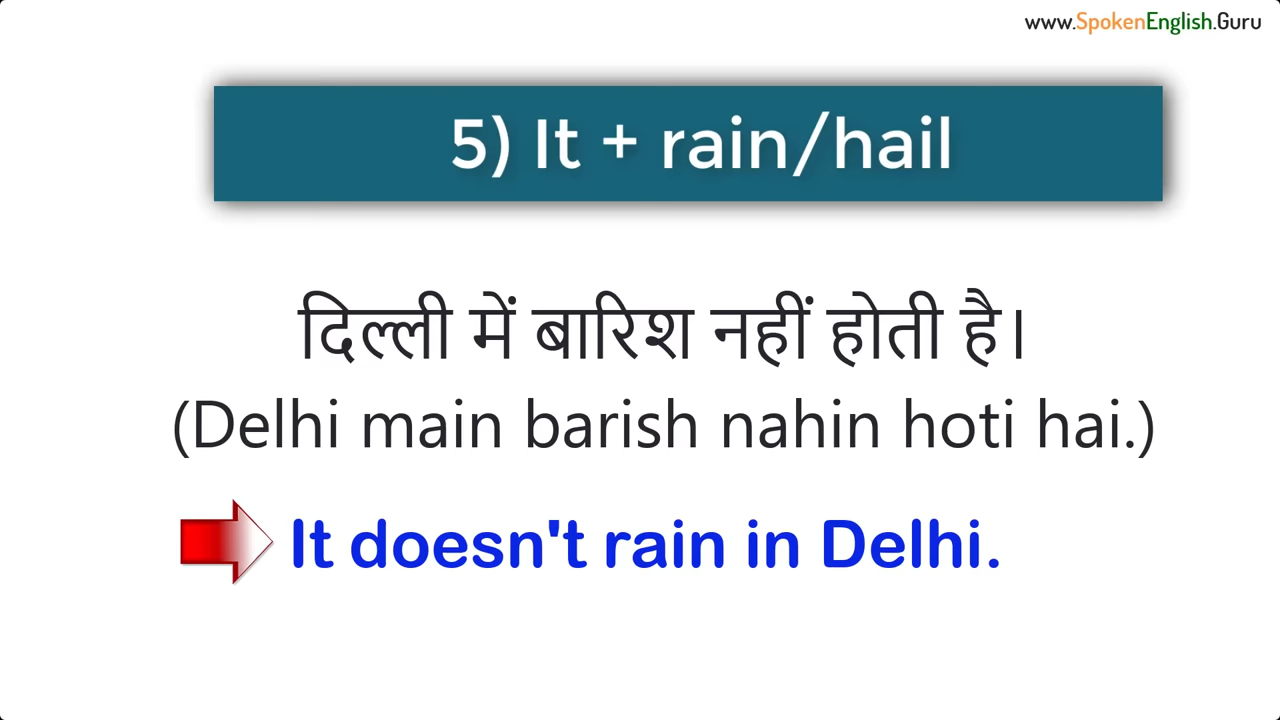 www.SpokenEnglish.Guru
5) It + rain/hail
दिल्ली में बारिश नहीं होती है।
(Delhi main barish nahin hoti hai.)
It doesn't rain in Delhi.